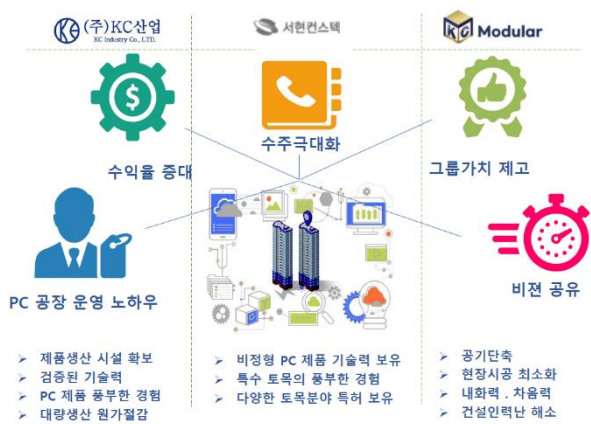 (주)KC산업
KC Industry Co., LTD.
서현컨스텍
KC Modular
수익율 증대
수주극대화
그룹가치 제고
PC 공장 운영 노하우
비젼 공유
➢ 제품생산 시설 확보
➢ 검증된 기술력
➢ PC 제품 풍부한 경험
➢ 대량생산 원가절감
➢ 비정형 PC 제품 기술력 보유
➢ 특수 토목의 풍부한 경험
➢ 다양한 토목분야 특허 보유
➢ 공기단축
➢ 현장시공 최소화
➢ 내화력 . 차음력
➢ 건설인력난 해소